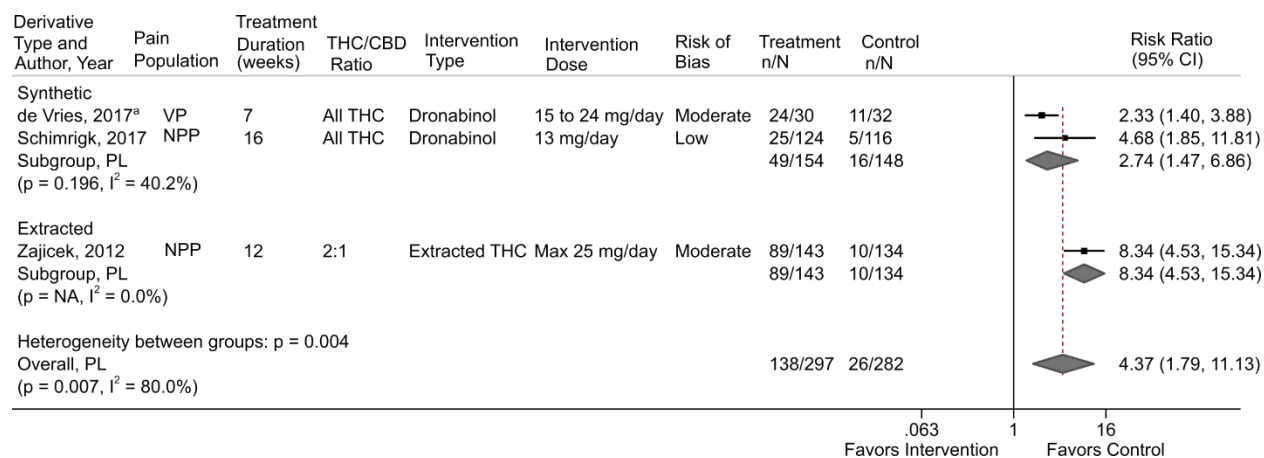 Derivative Type and Author, Year Pain Population Treatment Duration (weeks) THC/CBD Ratio Intervention Type Intervention Dose Risk of Bias Treatment n/N Control n/N Risk Ratio (95% CI)
Synthetic
de Vries, 2017ᵃ VP 7 All THC Dronabinol 15 to 24 mg/day Moderate 24/30 11/32 2.33 (1.40, 3.88)
Schimrigk, 2017 NPP 16 All THC Dronabinol 13 mg/day Low 25/124 5/116 4.68 (1.85, 11.81)
Subgroup, PL 49/154 16/148 2.74 (1.47, 6.86)
(p = 0.196, I² = 40.2%)
Extracted
Zajicek, 2012 NPP 12 2:1 Extracted THC Max 25 mg/day Moderate 89/143 10/134 8.34 (4.53, 15.34)
Subgroup, PL 89/143 10/134 8.34 (4.53, 15.34)
(p = NA, I² = 0.0%)
Heterogeneity between groups: p = 0.004
Overall, PL 138/297 26/282 4.37 (1.79, 11.13)
(p = 0.007, I² = 80.0%)
.063 1 16
Favors Intervention Favors Control